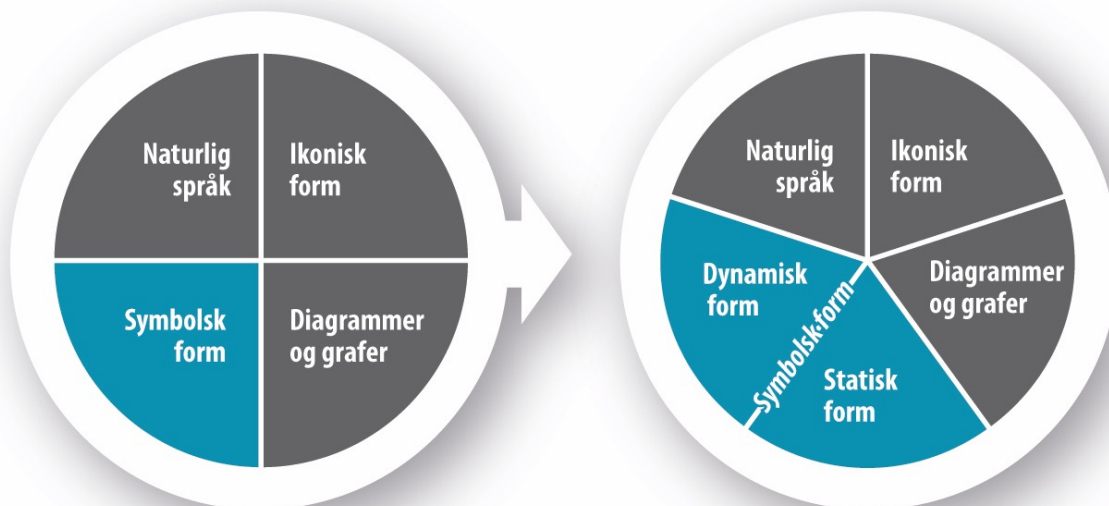 Naturlig
språk
Ikonisk
form
Symbolsk
form
Diagrammer
og grafer
Naturlig
språk
Ikonisk
form
Dynamisk
form
Symbolsk form
Statisk
form
Diagrammer
og grafer